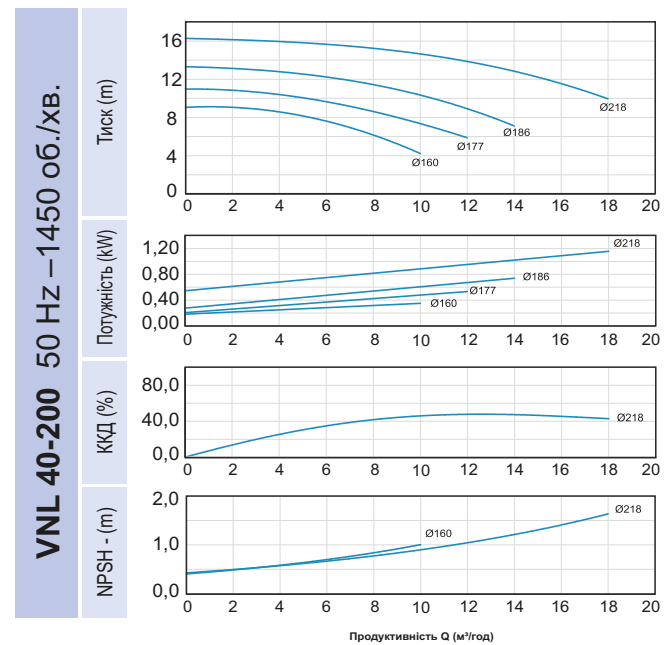 VNL 40-200 50 Hz –1450 об./хв.
Тиск (m)
16
12
8
4
0
Ø218
Ø186
Ø177
Ø160
0 2 4 6 8 10 12 14 16 18 20
Потужність (kW)
1,20
0,80
0,40
0,00
Ø218
Ø186
Ø177
Ø160
0 2 4 6 8 10 12 14 16 18 20
ККД (%)
80,0
40,0
0,0
Ø218
0 2 4 6 8 10 12 14 16 18 20
NPSH - (m)
2,0
1,0
0,0
Ø218
Ø160
0 2 4 6 8 10 12 14 16 18 20
Продуктивність Q (м³/год)